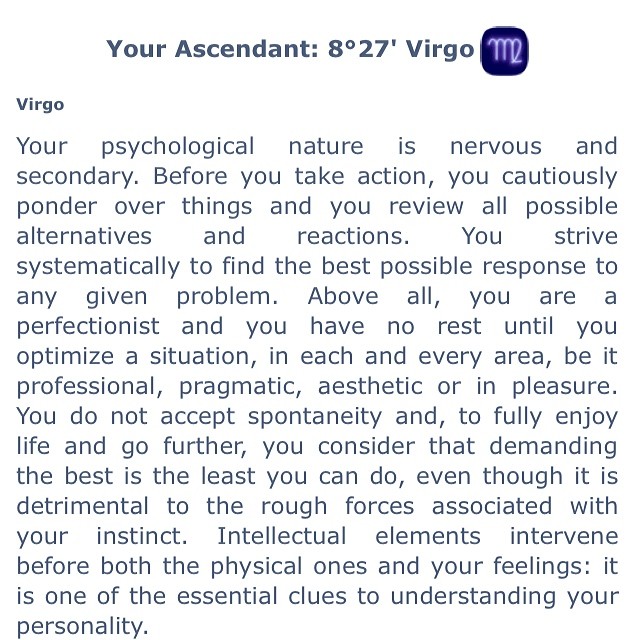 Your Ascendant: 8°27' Virgo ♍
Virgo
Your psychological nature is nervous and
secondary. Before you take action, you cautiously
ponder over things and you review all possible
alternatives and reactions. You strive
systematically to find the best possible response to
any given problem. Above all, you are a
perfectionist and you have no rest until you
optimize a situation, in each and every area, be it
professional, pragmatic, aesthetic or in pleasure.
You do not accept spontaneity and, to fully enjoy
life and go further, you consider that demanding
the best is the least you can do, even though it is
detrimental to the rough forces associated with
your instinct. Intellectual elements intervene
before both the physical ones and your feelings: it
is one of the essential clues to understanding your
personality.